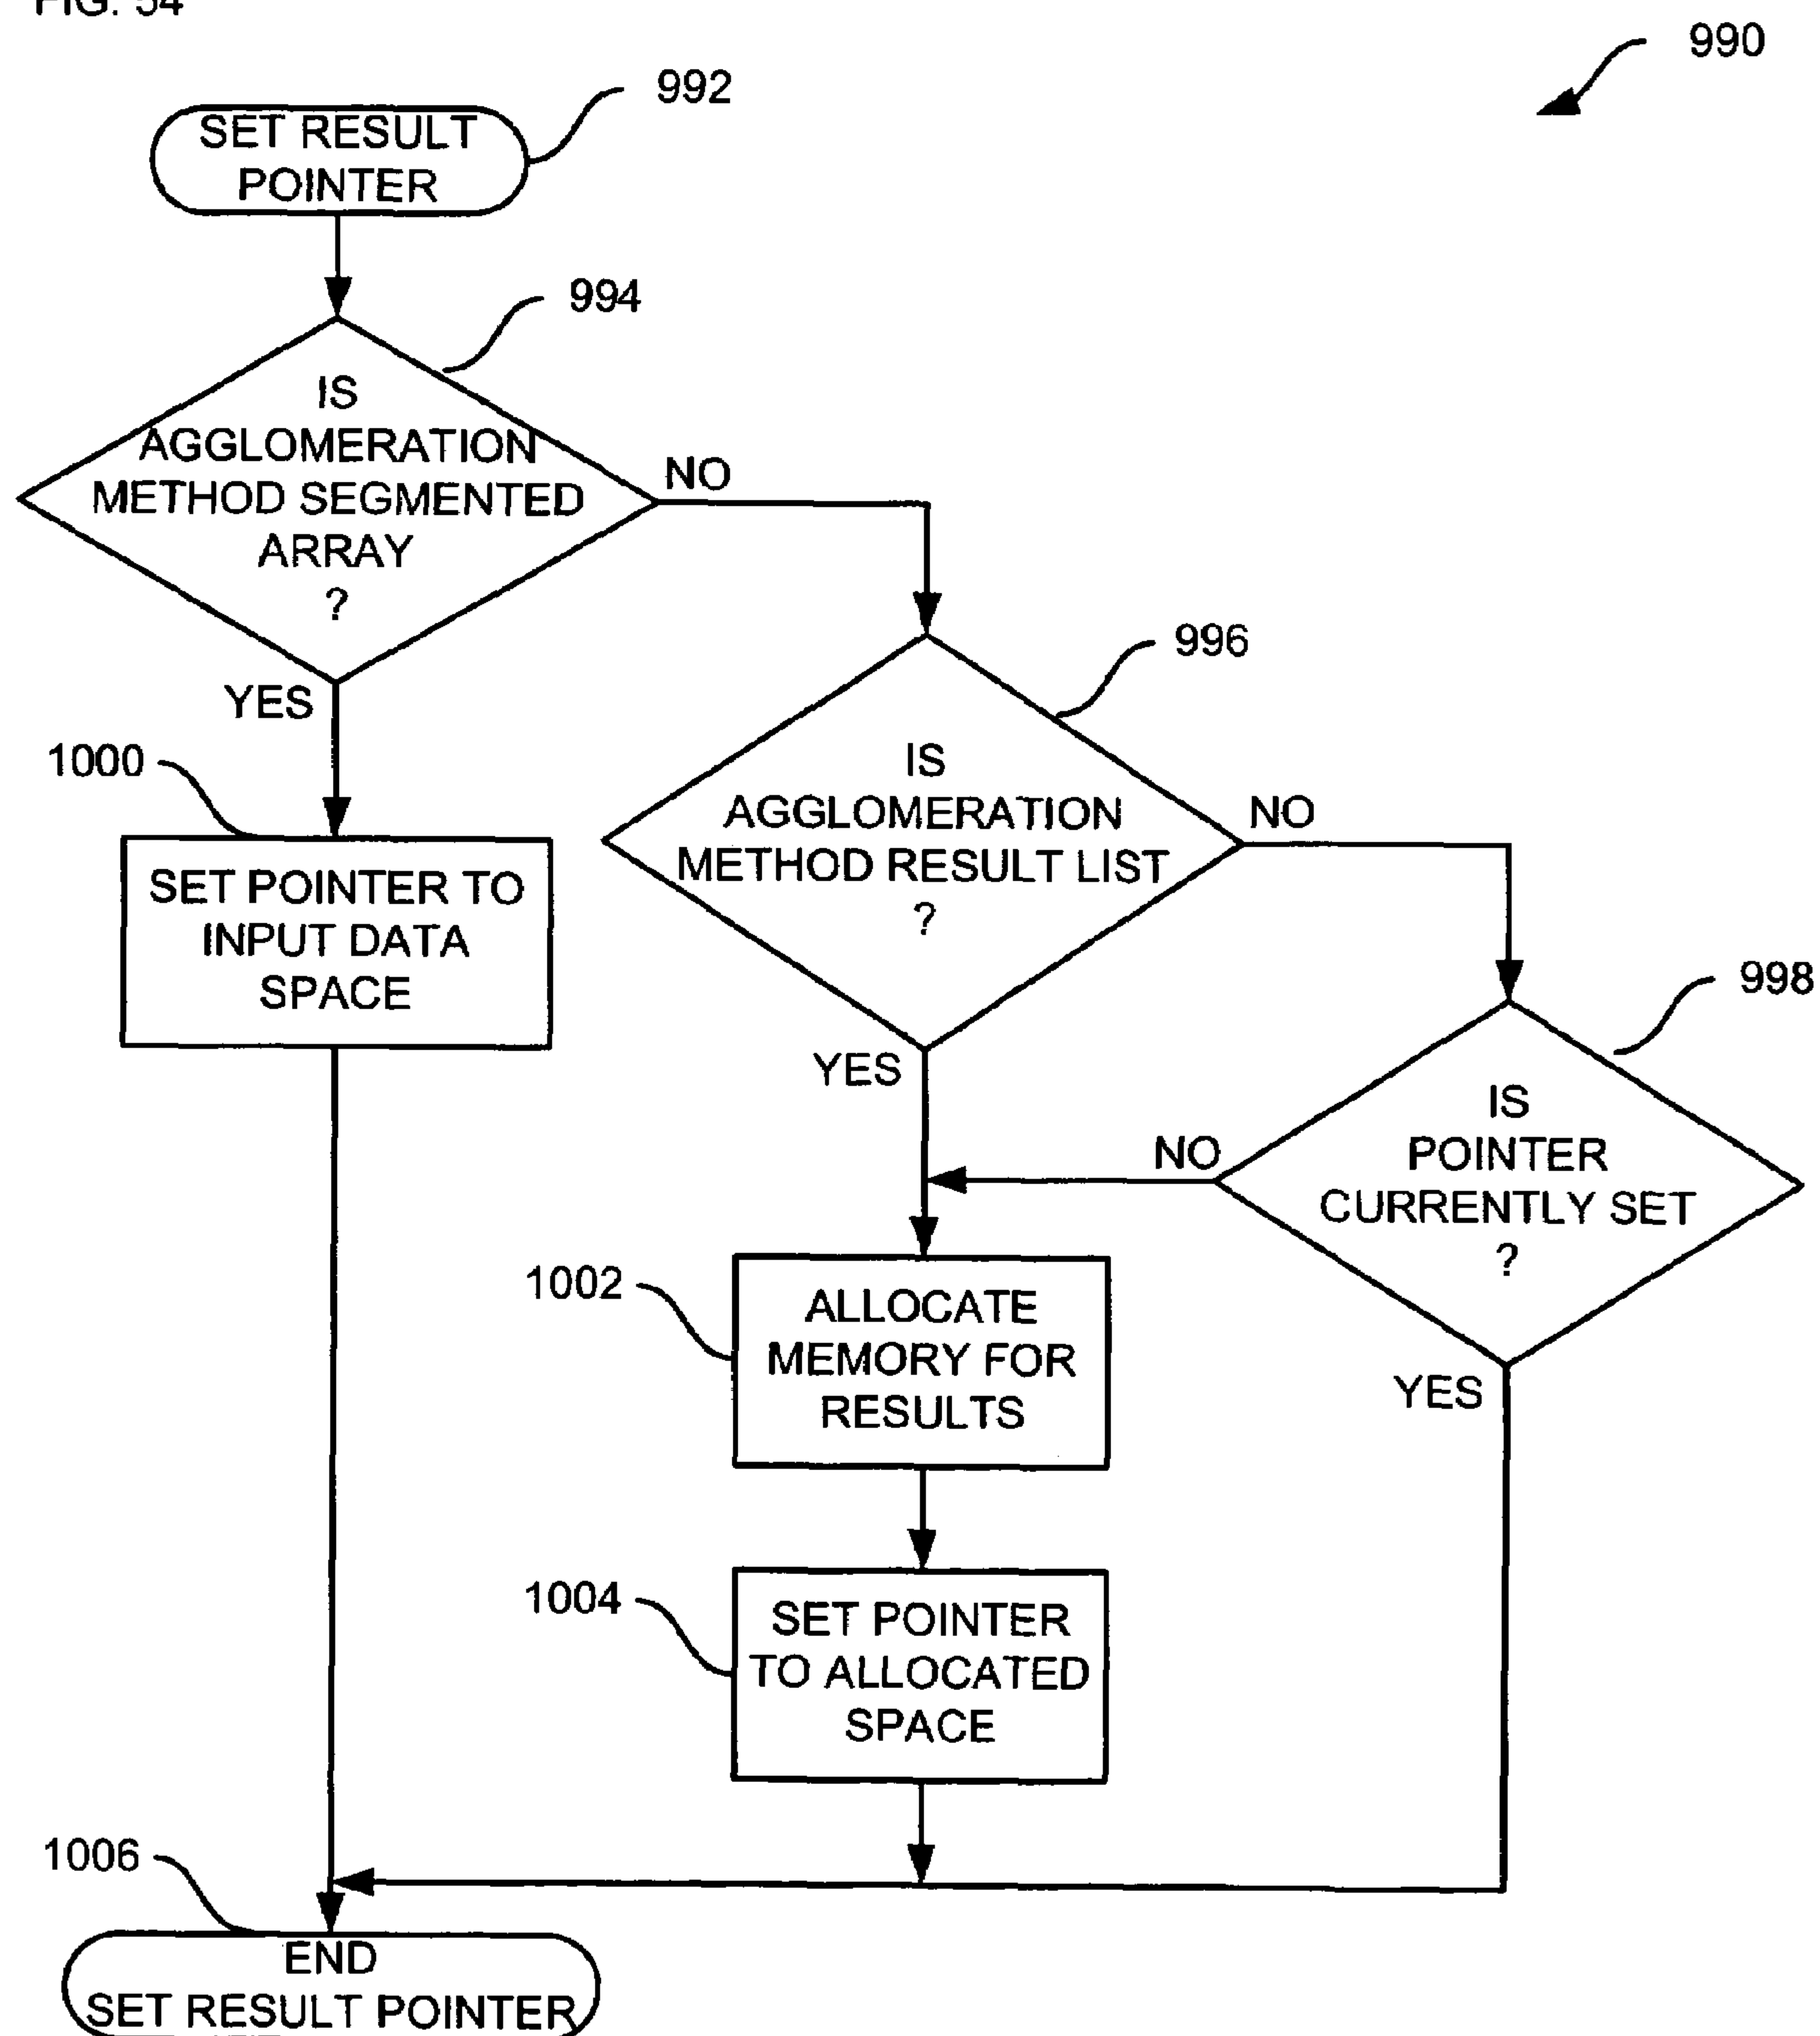 FIG. 54
990
992
SET RESULT
POINTER
994
IS
AGGLOMERATION
METHOD SEGMENTED
ARRAY
?
NO
YES
996
IS
AGGLOMERATION
METHOD RESULT LIST
?
NO
YES
1000
SET POINTER TO
INPUT DATA
SPACE
998
IS
POINTER
CURRENTLY SET
?
NO
YES
1002
ALLOCATE
MEMORY FOR
RESULTS
1004
SET POINTER
TO ALLOCATED
SPACE
1006
END
SET RESULT POINTER